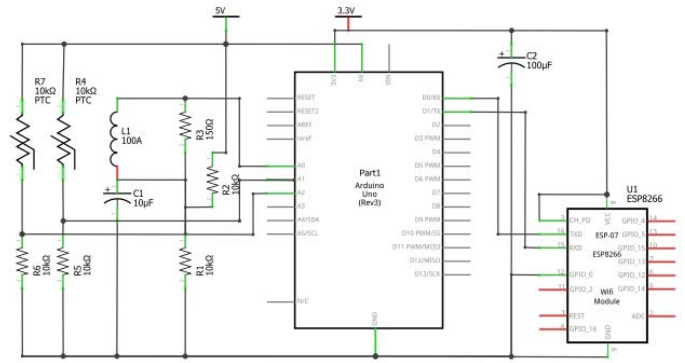 5V
3.3V
R7
10kΩ
PTC
R4
10kΩ
PTC
L1
100A
R3
150Ω
R2
10kΩ
C1
10μF
R6
10kΩ
R5
10kΩ
R1
10kΩ
3V3
5V
VIN
RESET
RESET2
AREF
ioref
A0
A1
A2
A3
A4/SDA
A5/SCL
N/C
Part1
Arduino
Uno
(Rev3)
D0/RX
D1/TX
D2
D3 PWM
D4
D5 PWM
D6 PWM
D7
D8
D9 PWM
D10 PWM/SS
D11 PWM/MOSI
D12/MISO
D13/SCK
GND
C2
100μF
U1
ESP8266
VCC
CH_PD
TXD
RXD
GPIO_0
GPIO_2
REST
GPIO_16
ESP-07
ESP8266
Wifi
Module
GPIO_4
GPIO_5
GPIO_15
GPIO_13
GPIO_12
GPIO_14
ADC
GND